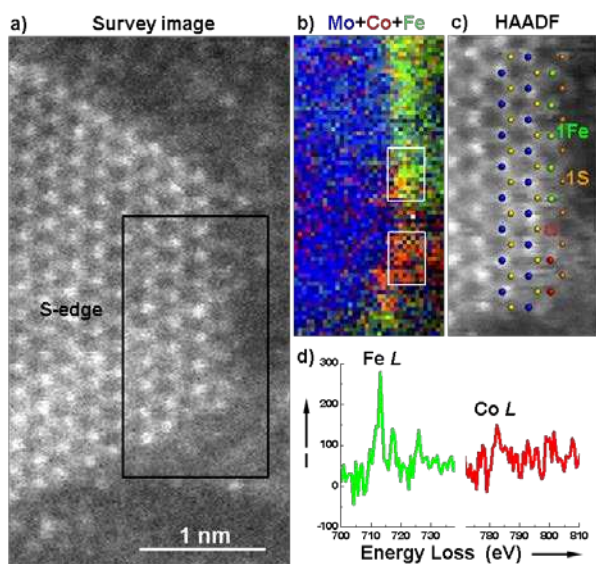 a) Survey image
b) Mo+Co+Fe
c) HAADF
1Fe
1S
S-edge
1 nm
d)
Fe L
Co L
I
300
200
100
0
-100
700 710 720 730
780 790 800 810
Energy Loss (eV)